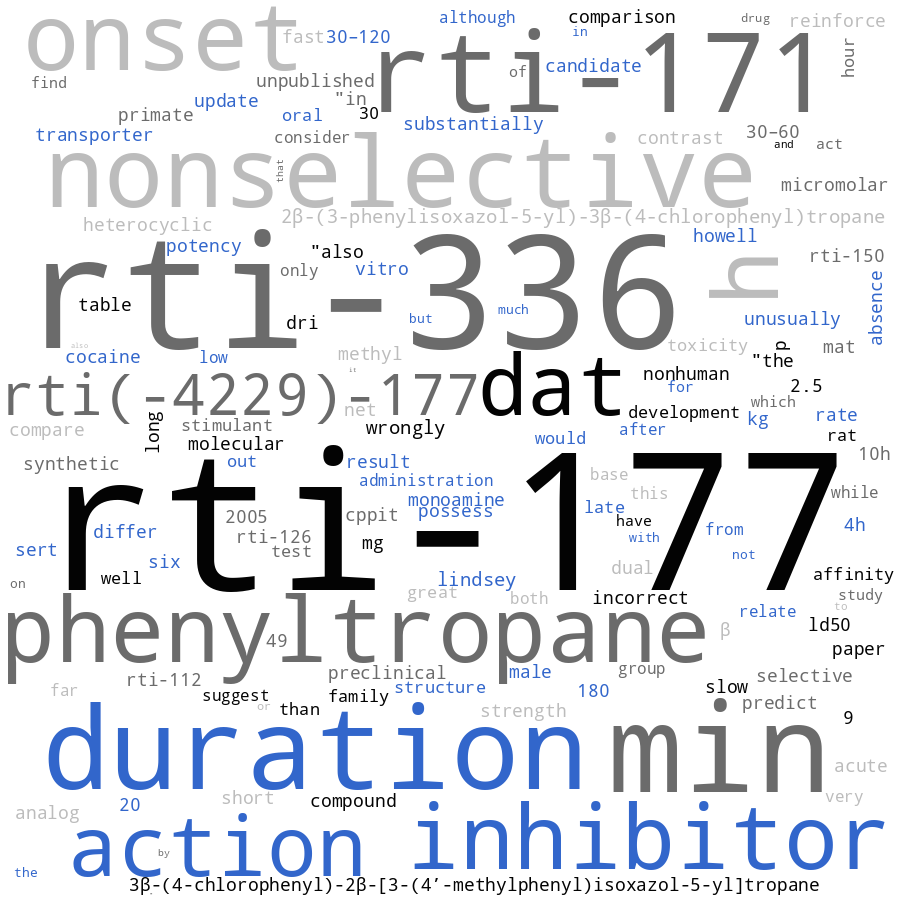 onset
although
comparison
drug
reinforce
fast
30–120
in
rti-171
hour
find
unpublished
of
candidate
primate
update
"in
30
oral
transporter
substantially
consider
contrast
30–60
and
act
nonselective
that
micromolar
heterocyclic
2β-(3-phenylisoxazol-5-yl)-3β-(4-chlorophenyl)tropane
potency
"also
howell
rti-150
only
vitro
h
absence
rti-336
table
dri
but
much
unusually
also
cocaine
low
methyl
toxicity
p
"the
mat
it
rti(-4229)-177
dat
nonhuman
for
2.5
net
which
compare
long
stimulant
wrongly
development
kg
rate
molecular
would
after
rat
synthetic
out
result
10h
administration
base
this
while
rti-177
monoamine
possess
late
2005
cppit
have
differ
rti-126
with
from
4h
sert
test
mg
not
six
dual
affinity
on
well
lindsey
great
both
incorrect
study
relate
to
phenyltropane
49
β
ld50
paper
rti-112
preclinical
male
group
selective
far
suggest
family
structure
180
slow
predict
or
than
strength
9
duration
min
acute
20
short
compound
very
analog
action
inhibitor
by
the
3β-(4-chlorophenyl)-2β-[3-(4′-methylphenyl)isoxazol-5-yl]tropane